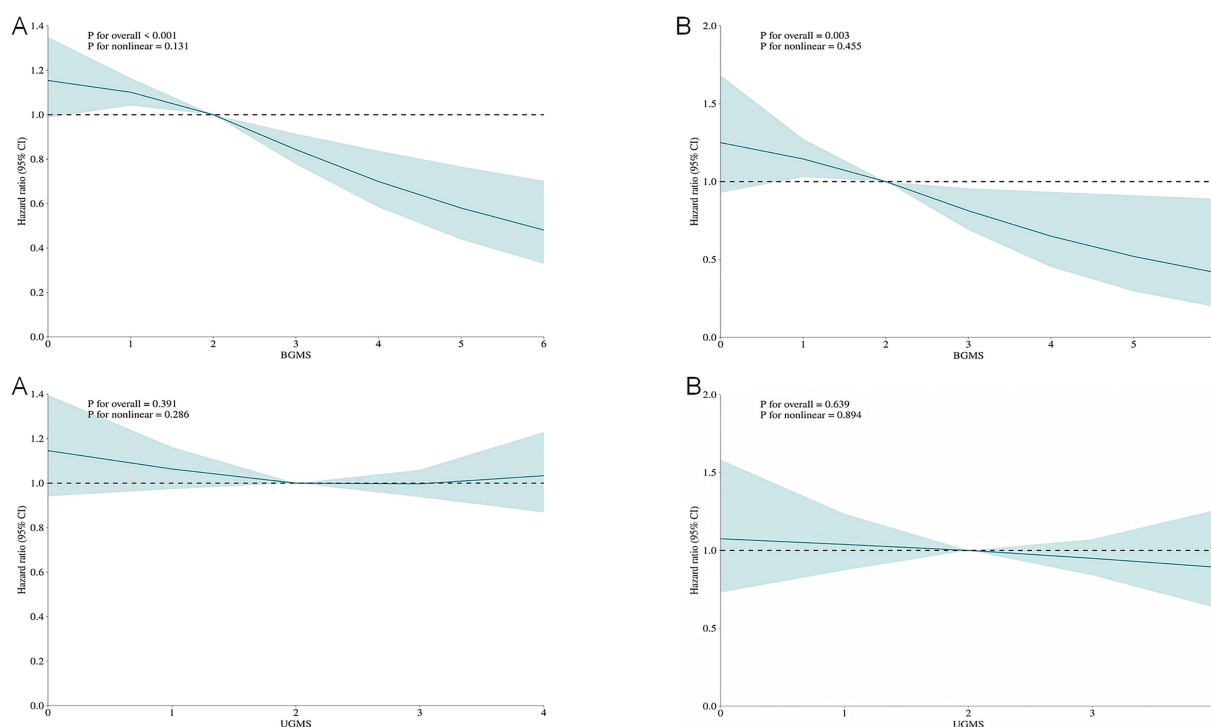 A
P for overall < 0.001
P for nonlinear = 0.131
Hazard ratio (95% CI)
1.4
1.2
1.0
0.8
0.6
0.4
0.2
0.0
0 1 2 3 4 5 6
BGMS
B
P for overall = 0.003
P for nonlinear = 0.455
Hazard ratio (95% CI)
2.0
1.5
1.0
0.5
0.0
0 1 2 3 4 5
BGMS
A
P for overall = 0.391
P for nonlinear = 0.286
Hazard ratio (95% CI)
1.4
1.2
1.0
0.8
0.6
0.4
0.2
0.0
0 1 2 3 4
UGMS
B
P for overall = 0.639
P for nonlinear = 0.894
Hazard ratio (95% CI)
2.0
1.5
1.0
0.5
0.0
0 1 2 3
UGMS